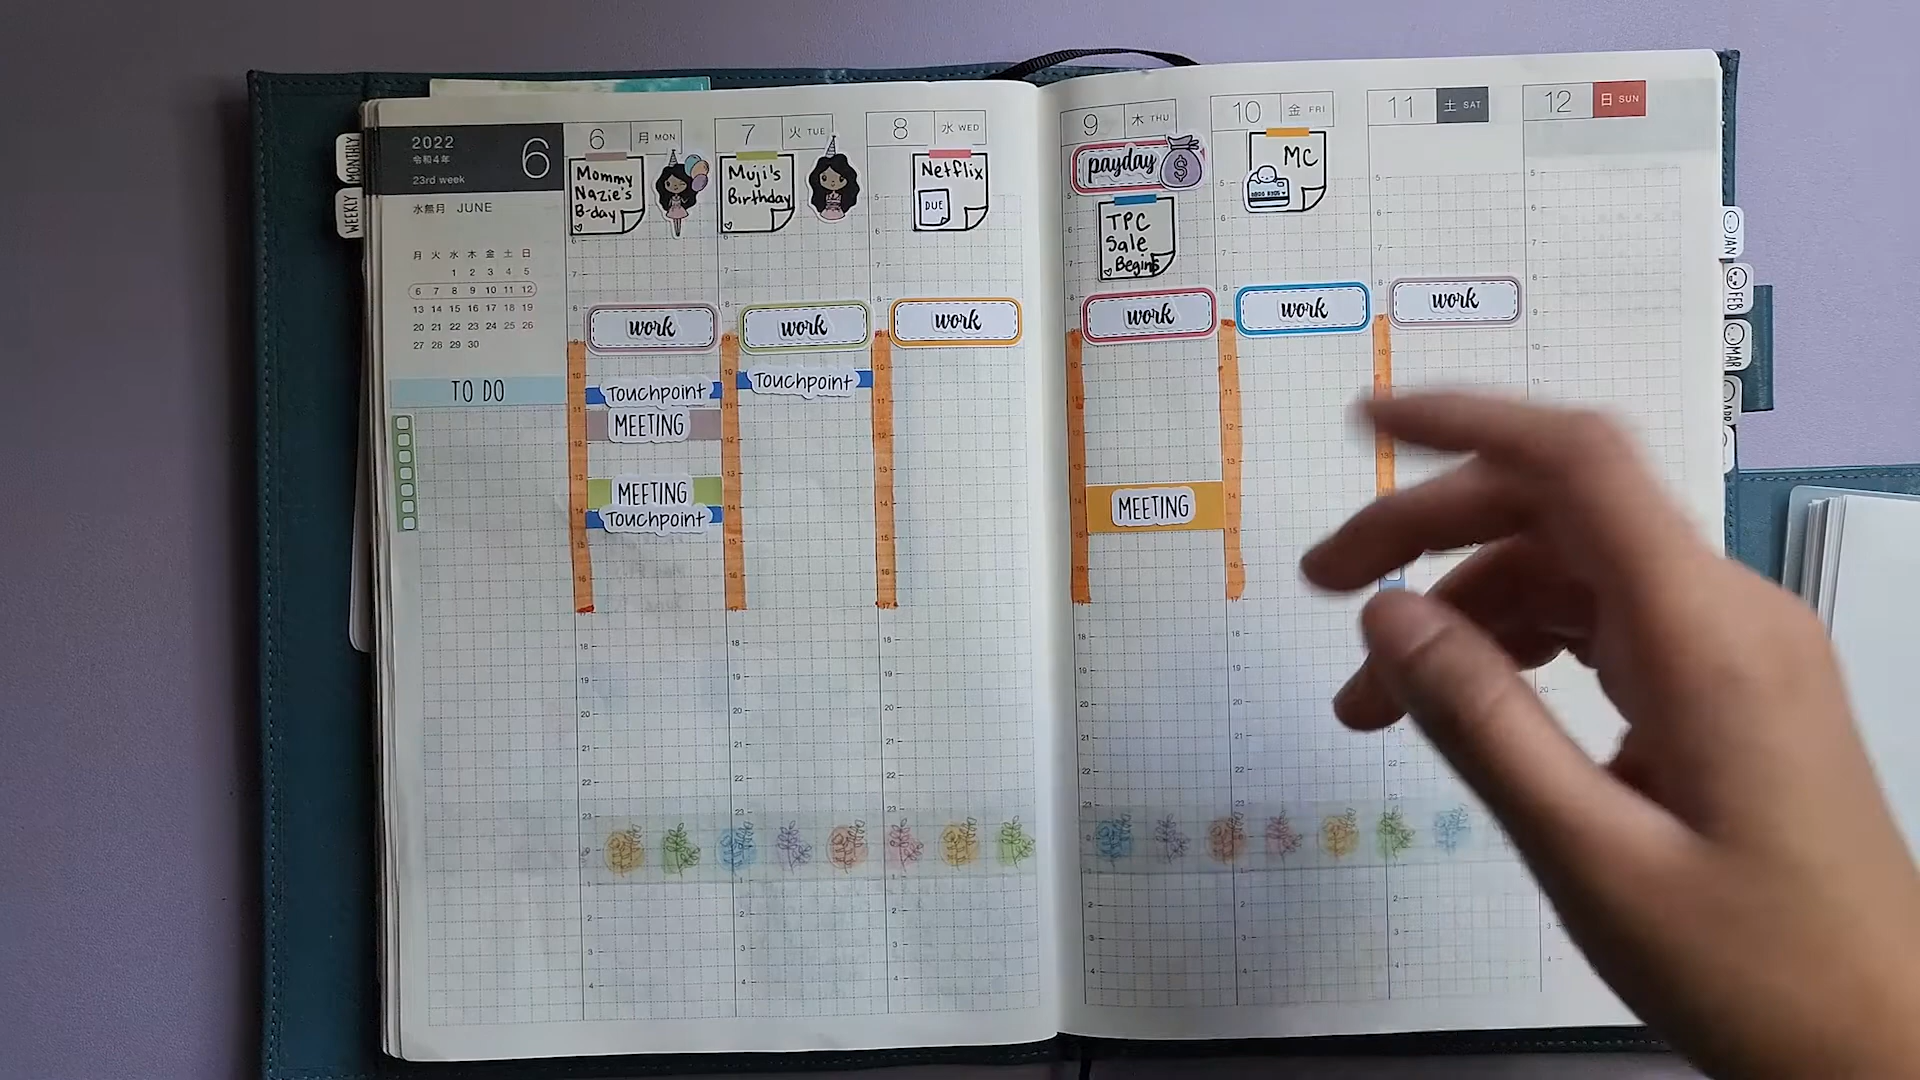 2022
令和4年
23rd week
6
水無月 JUNE
月 火 水 木 金 土 日
1 2 3 4 5
6 7 8 9 10 11 12
13 14 15 16 17 18 19
20 21 22 23 24 25 26
27 28 29 30
TO DO
MONTHLY
WEEKLY
6 月 MON
Mommy
Nazie's
B-day
work
Touchpoint
MEETING
MEETING
Touchpoint
7 火 TUE
Muji's
Birthday
work
Touchpoint
8 水 WED
Netflix
DUE
work
9 木 THU
payday
$
TPC
Sale
Begins
work
MEETING
10 金 FRI
MC
work
11 土 SAT
work
12 日 SUN
JAN
FEB
MAR
APR